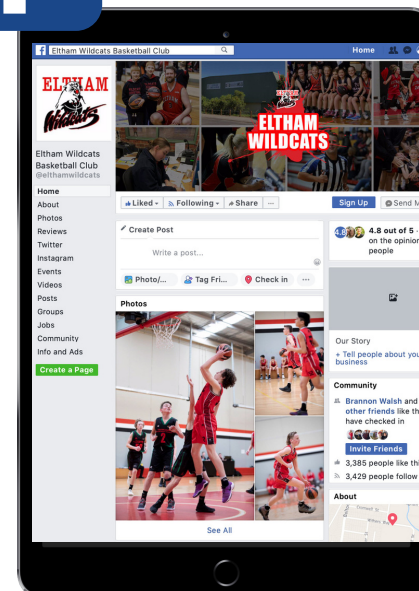 Eltham Wildcats Basketball Club
Home
ELTHAM
Wildcats
ELTHAM
WILDCATS
Eltham Wildcats
Basketball Club
@elthamwildcats
Home
About
Photos
Reviews
Twitter
Instagram
Events
Videos
Posts
Groups
Jobs
Community
Info and Ads
Create a Page
Liked
Following
Share
...
Sign Up
Send M
Create Post
Write a post...
Photo/...
Tag Fri...
Check in
...
Photos
See All
4.8
4.8 out of 5 ·
on the opinion
people
Our Story
+ Tell people about you
business
Community
Brannon Walsh and
other friends like th
have checked in
Invite Friends
3,385 people like thi
3,429 people follow
About